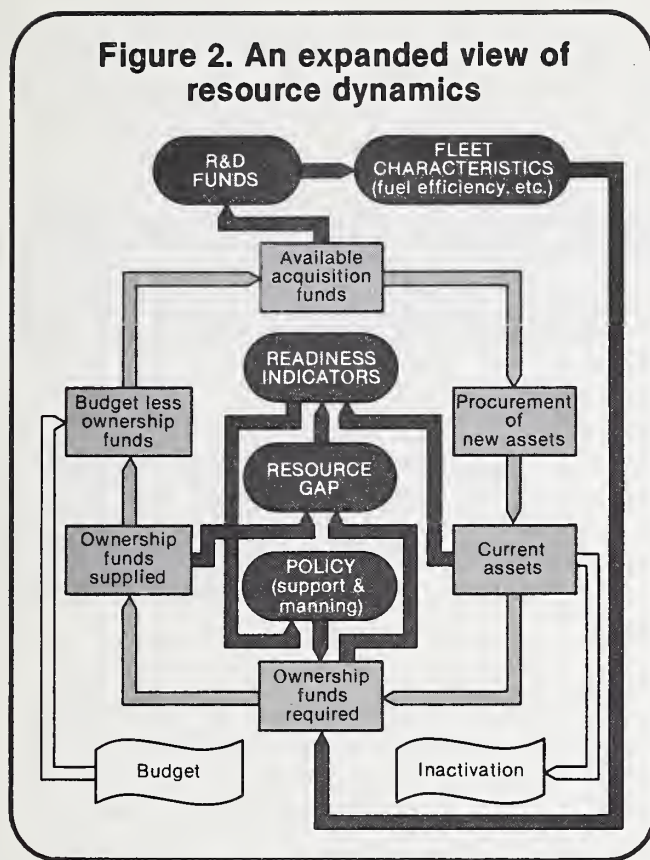 Figure 2. An expanded view of
resource dynamics
R&D
FUNDS
FLEET
CHARACTERISTICS
(fuel efficiency, etc.)
Available
acquisition
funds
READINESS
INDICATORS
Budget less
ownership
funds
Procurement
of
new assets
RESOURCE
GAP
Ownership
funds
supplied
Current
assets
POLICY
(support &
manning)
Ownership
funds
required
Budget
Inactivation